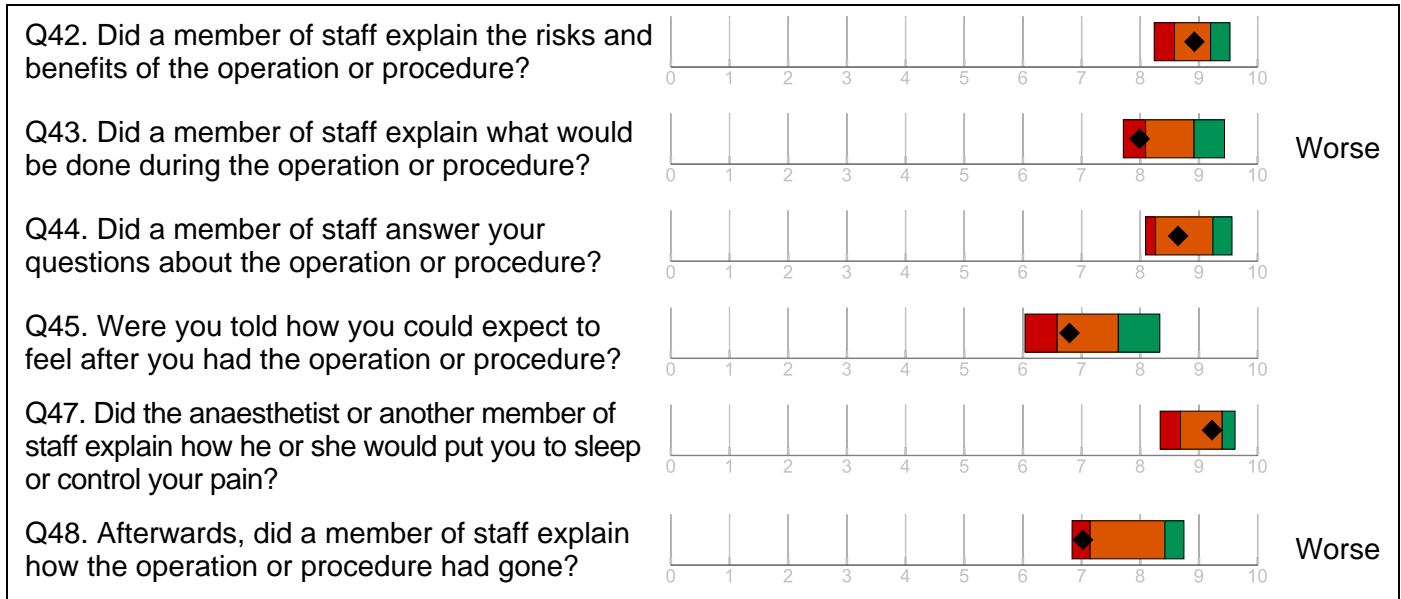 Q42. Did a member of staff explain the risks and
benefits of the operation or procedure?
0 1 2 3 4 5 6 7 8 9 10
Q43. Did a member of staff explain what would
be done during the operation or procedure?
Worse
0 1 2 3 4 5 6 7 8 9 10
Q44. Did a member of staff answer your
questions about the operation or procedure?
0 1 2 3 4 5 6 7 8 9 10
Q45. Were you told how you could expect to
feel after you had the operation or procedure?
0 1 2 3 4 5 6 7 8 9 10
Q47. Did the anaesthetist or another member of
staff explain how he or she would put you to sleep
or control your pain?
0 1 2 3 4 5 6 7 8 9 10
Q48. Afterwards, did a member of staff explain
how the operation or procedure had gone?
Worse
0 1 2 3 4 5 6 7 8 9 10